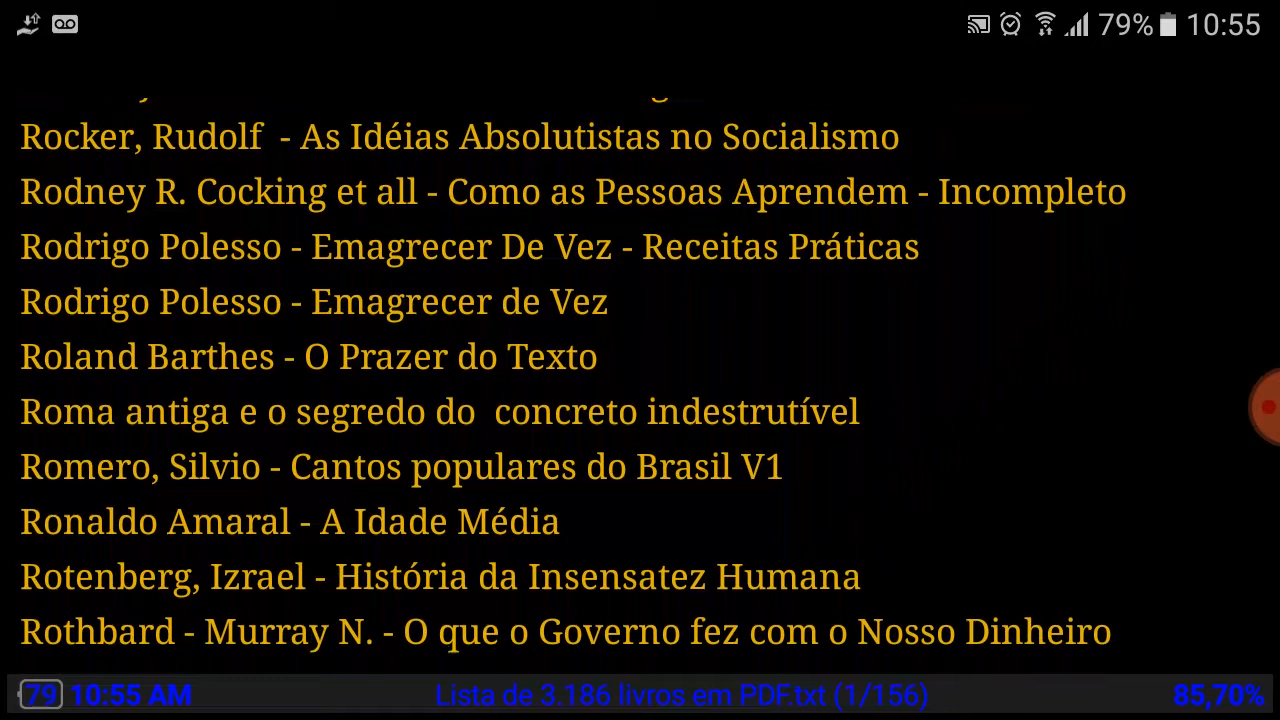 79% 10:55
Rocker, Rudolf - As Idéias Absolutistas no Socialismo
Rodney R. Cocking et all - Como as Pessoas Aprendem - Incompleto
Rodrigo Polesso - Emagrecer De Vez - Receitas Práticas
Rodrigo Polesso - Emagrecer de Vez
Roland Barthes - O Prazer do Texto
Roma antiga e o segredo do concreto indestrutível
Romero, Silvio - Cantos populares do Brasil V1
Ronaldo Amaral - A Idade Média
Rotenberg, Izrael - História da Insensatez Humana
Rothbard - Murray N. - O que o Governo fez com o Nosso Dinheiro
79 10:55 AM Lista de 3.186 livros em PDF.txt (1/156) 85,70%